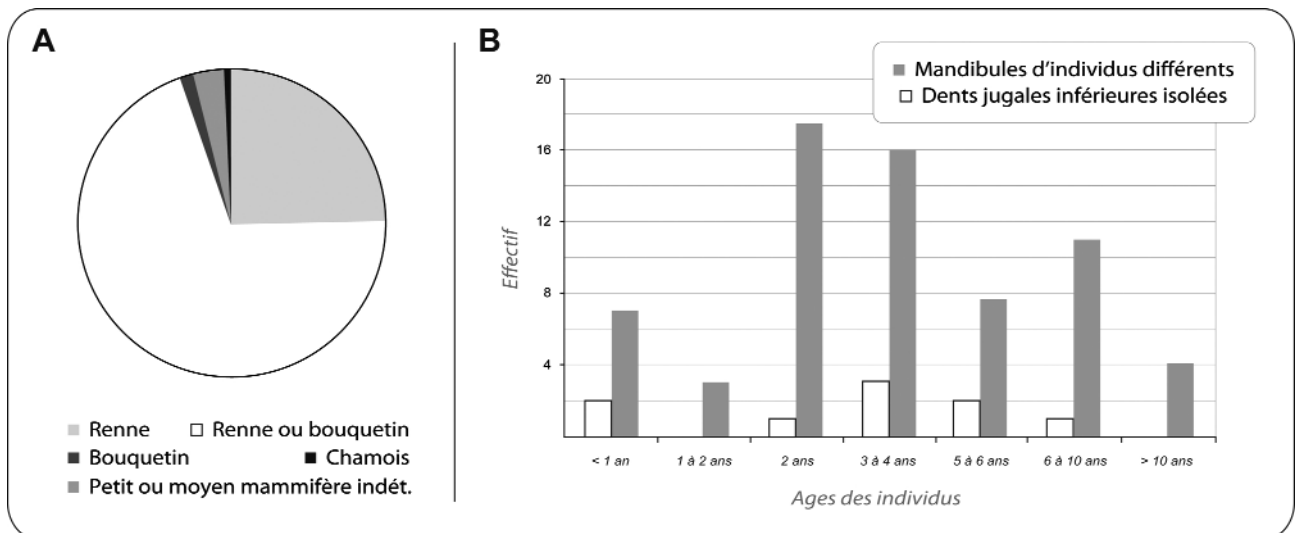 A
Renne
Renne ou bouquetin
Bouquetin
Chamois
Petit ou moyen mammifère indét.
B
Mandibules d'individus différents
Dents jugales inférieures isolées
Effectif
20
16
12
8
4
< 1 an
1 à 2 ans
2 ans
3 à 4 ans
5 à 6 ans
6 à 10 ans
> 10 ans
Ages des individus